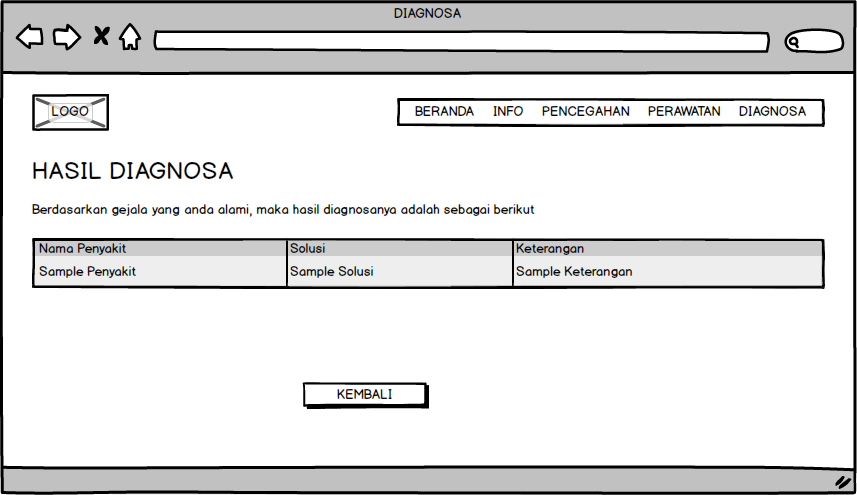 DIAGNOSA
LOGO
BERANDA INFO PENCEGAHAN PERAWATAN DIAGNOSA
HASIL DIAGNOSA
Berdasarkan gejala yang anda alami, maka hasil diagnosanya adalah sebagai berikut
Nama Penyakit Solusi Keterangan
Sample Penyakit Sample Solusi Sample Keterangan
KEMBALI